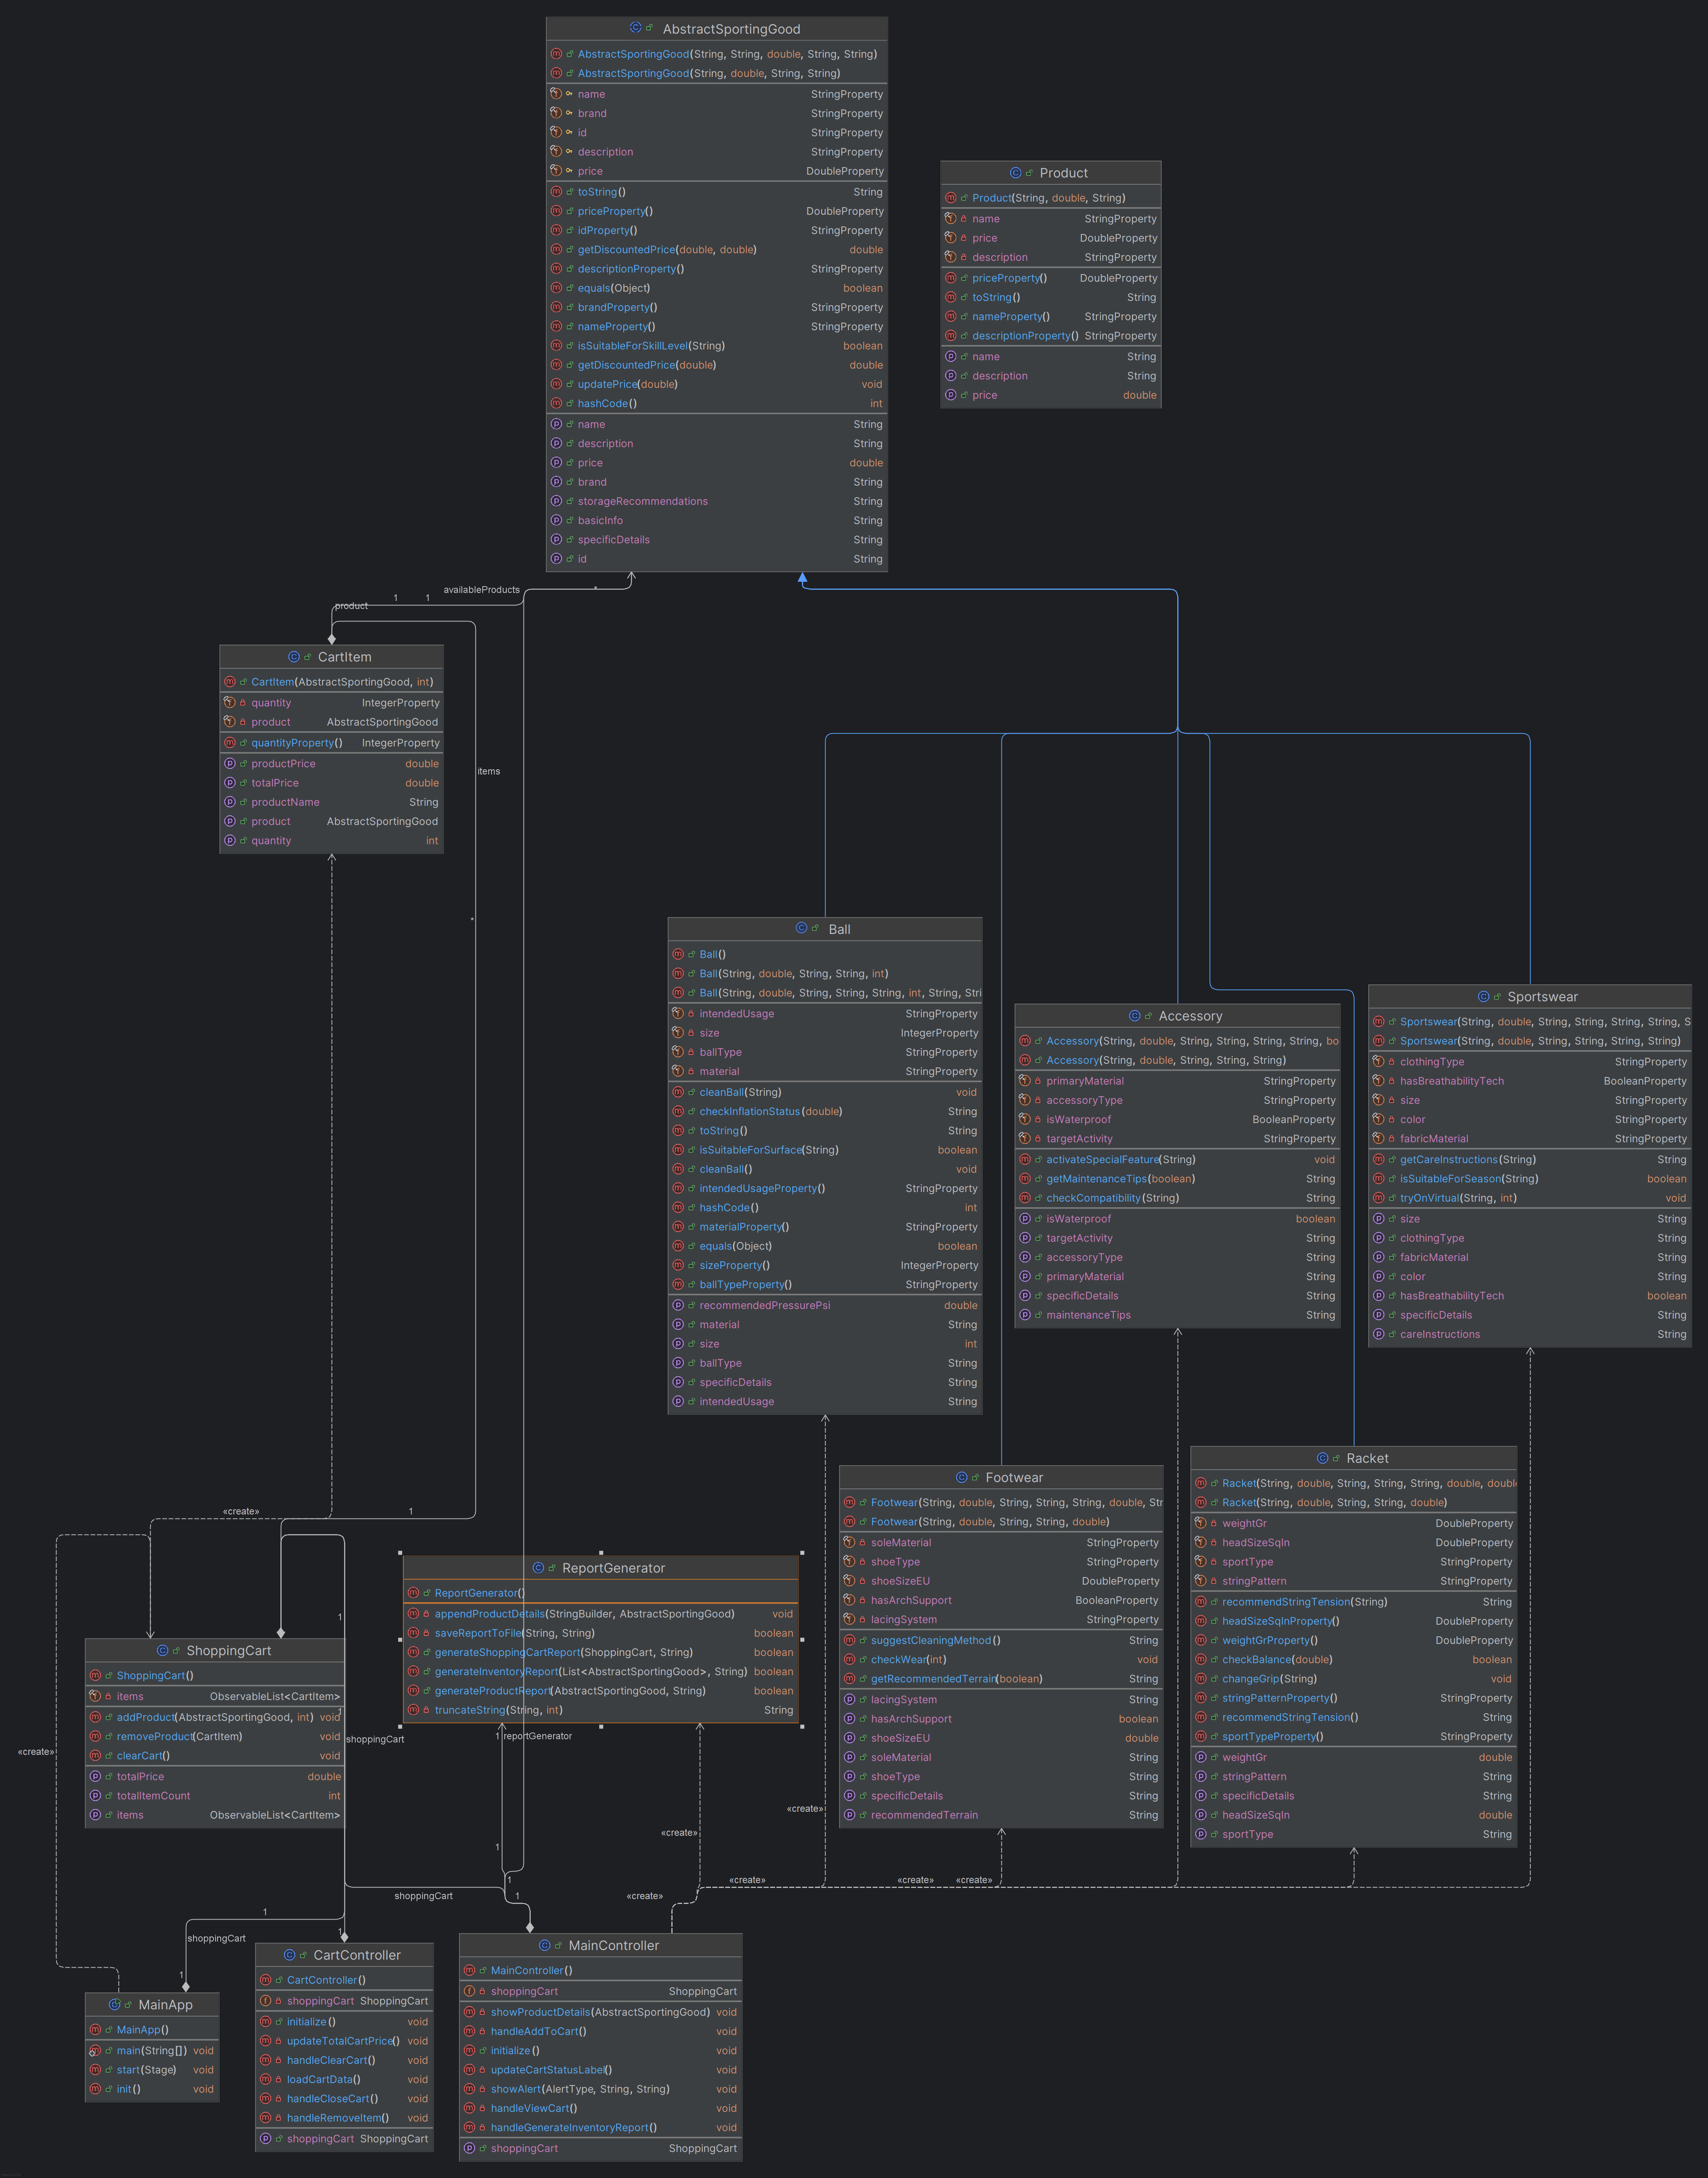 AbstractSportingGood
AbstractSportingGood(String, String, double, String, String)
AbstractSportingGood(String, double, String, String)
name StringProperty
brand StringProperty
id StringProperty
description StringProperty
price DoubleProperty
toString() String
priceProperty() DoubleProperty
idProperty() StringProperty
getDiscountedPrice(double, double) double
descriptionProperty() StringProperty
equals(Object) boolean
brandProperty() StringProperty
nameProperty() StringProperty
isSuitableForSkillLevel(String) boolean
getDiscountedPrice(double) double
updatePrice(double) void
hashCode() int
name String
description String
price double
brand String
storageRecommendations String
basicInfo String
specificDetails String
id String
Product
Product(String, double, String)
name StringProperty
price DoubleProperty
description StringProperty
priceProperty() DoubleProperty
toString() String
nameProperty() StringProperty
descriptionProperty() StringProperty
name String
description String
price double
availableProducts
*
1
1
product
CartItem
CartItem(AbstractSportingGood, int)
quantity IntegerProperty
product AbstractSportingGood
quantityProperty() IntegerProperty
productPrice double
totalPrice double
productName String
product AbstractSportingGood
quantity int
items
*
Ball
Ball()
Ball(String, double, String, String, int)
Ball(String, double, String, String, String, int, String, Stri
intendedUsage StringProperty
size IntegerProperty
ballType StringProperty
material StringProperty
cleanBall(String) void
checkInflationStatus(double) String
toString() String
isSuitableForSurface(String) boolean
cleanBall() void
intendedUsageProperty() StringProperty
hashCode() int
materialProperty() StringProperty
equals(Object) boolean
sizeProperty() IntegerProperty
ballTypeProperty() StringProperty
recommendedPressurePsi double
material String
size int
ballType String
specificDetails String
intendedUsage String
Accessory
Accessory(String, double, String, String, String, String, bo
Accessory(String, double, String, String, String)
primaryMaterial StringProperty
accessoryType StringProperty
isWaterproof BooleanProperty
targetActivity StringProperty
activateSpecialFeature(String) void
getMaintenanceTips(boolean) String
checkCompatibility(String) String
isWaterproof boolean
targetActivity String
accessoryType String
primaryMaterial String
specificDetails String
maintenanceTips String
Sportswear
Sportswear(String, double, String, String, String, String, S
Sportswear(String, double, String, String, String, String)
clothingType StringProperty
hasBreathabilityTech BooleanProperty
size StringProperty
color StringProperty
fabricMaterial StringProperty
getCareInstructions(String) String
isSuitableForSeason(String) boolean
tryOnVirtual(String, int) void
size String
clothingType String
fabricMaterial String
color String
hasBreathabilityTech boolean
specificDetails String
careInstructions String
Footwear
Footwear(String, double, String, String, String, double, Str
Footwear(String, double, String, String, double)
soleMaterial StringProperty
shoeType StringProperty
shoeSizeEU DoubleProperty
hasArchSupport BooleanProperty
lacingSystem StringProperty
suggestCleaningMethod() String
checkWear(int) void
getRecommendedTerrain(boolean) String
lacingSystem String
hasArchSupport boolean
shoeSizeEU double
soleMaterial String
shoeType String
specificDetails String
recommendedTerrain String
Racket
Racket(String, double, String, String, String, double, doubl
Racket(String, double, String, String, double)
weightGr DoubleProperty
headSizeSqIn DoubleProperty
sportType StringProperty
stringPattern StringProperty
recommendStringTension(String) String
headSizeSqInProperty() DoubleProperty
weightGrProperty() DoubleProperty
checkBalance(double) boolean
changeGrip(String) void
stringPatternProperty() StringProperty
recommendStringTension() String
sportTypeProperty() StringProperty
weightGr double
stringPattern String
specificDetails String
headSizeSqIn double
sportType String
«create»
1
ReportGenerator
ReportGenerator()
appendProductDetails(StringBuilder, AbstractSportingGood) void
saveReportToFile(String, String) boolean
generateShoppingCartReport(ShoppingCart, String) boolean
generateInventoryReport(List<AbstractSportingGood>, String) boolean
generateProductReport(AbstractSportingGood, String) boolean
truncateString(String, int) String
1
ShoppingCart
ShoppingCart()
items ObservableList<CartItem>
addProduct(AbstractSportingGood, int) void
removeProduct(CartItem) void
clearCart() void
totalPrice double
totalItemCount int
items ObservableList<CartItem>
1
shoppingCart
1 reportGenerator
«create»
«create»
«create»
1
1
«create»
«create»
«create»
«create»
shoppingCart
1
1
shoppingCart
1
1
MainApp
MainApp()
main(String[]) void
start(Stage) void
init() void
CartController
CartController()
shoppingCart ShoppingCart
initialize() void
updateTotalCartPrice() void
handleClearCart() void
loadCartData() void
handleCloseCart() void
handleRemoveItem() void
shoppingCart ShoppingCart
MainController
MainController()
shoppingCart ShoppingCart
showProductDetails(AbstractSportingGood) void
handleAddToCart() void
initialize() void
updateCartStatusLabel() void
showAlert(AlertType, String, String) void
handleViewCart() void
handleGenerateInventoryReport() void
shoppingCart ShoppingCart